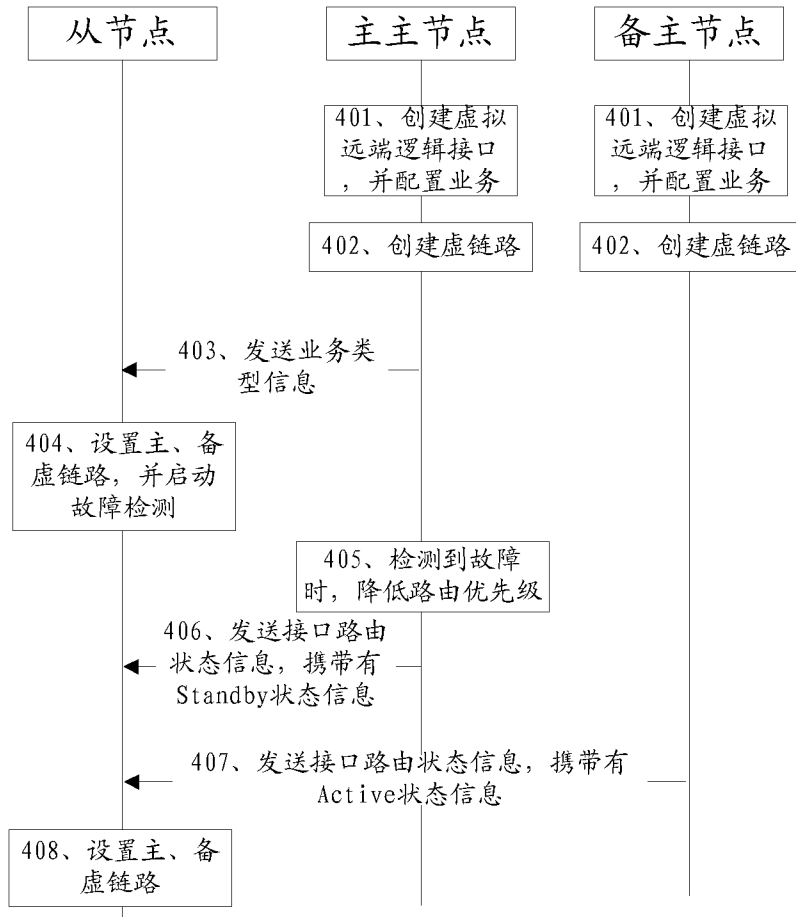 从节点
主主节点
备主节点
401、创建虚拟
远端逻辑接口
，并配置业务
401、创建虚拟
远端逻辑接口
，并配置业务
402、创建虚链路
402、创建虚链路
403、发送业务类
型信息
404、设置主、备
虚链路，并启动
故障检测
405、检测到故障
时，降低路由优先级
406、发送接口路由
状态信息，携带有
Standby状态信息
407、发送接口路由状态信息，携带有
Active状态信息
408、设置主、备
虚链路